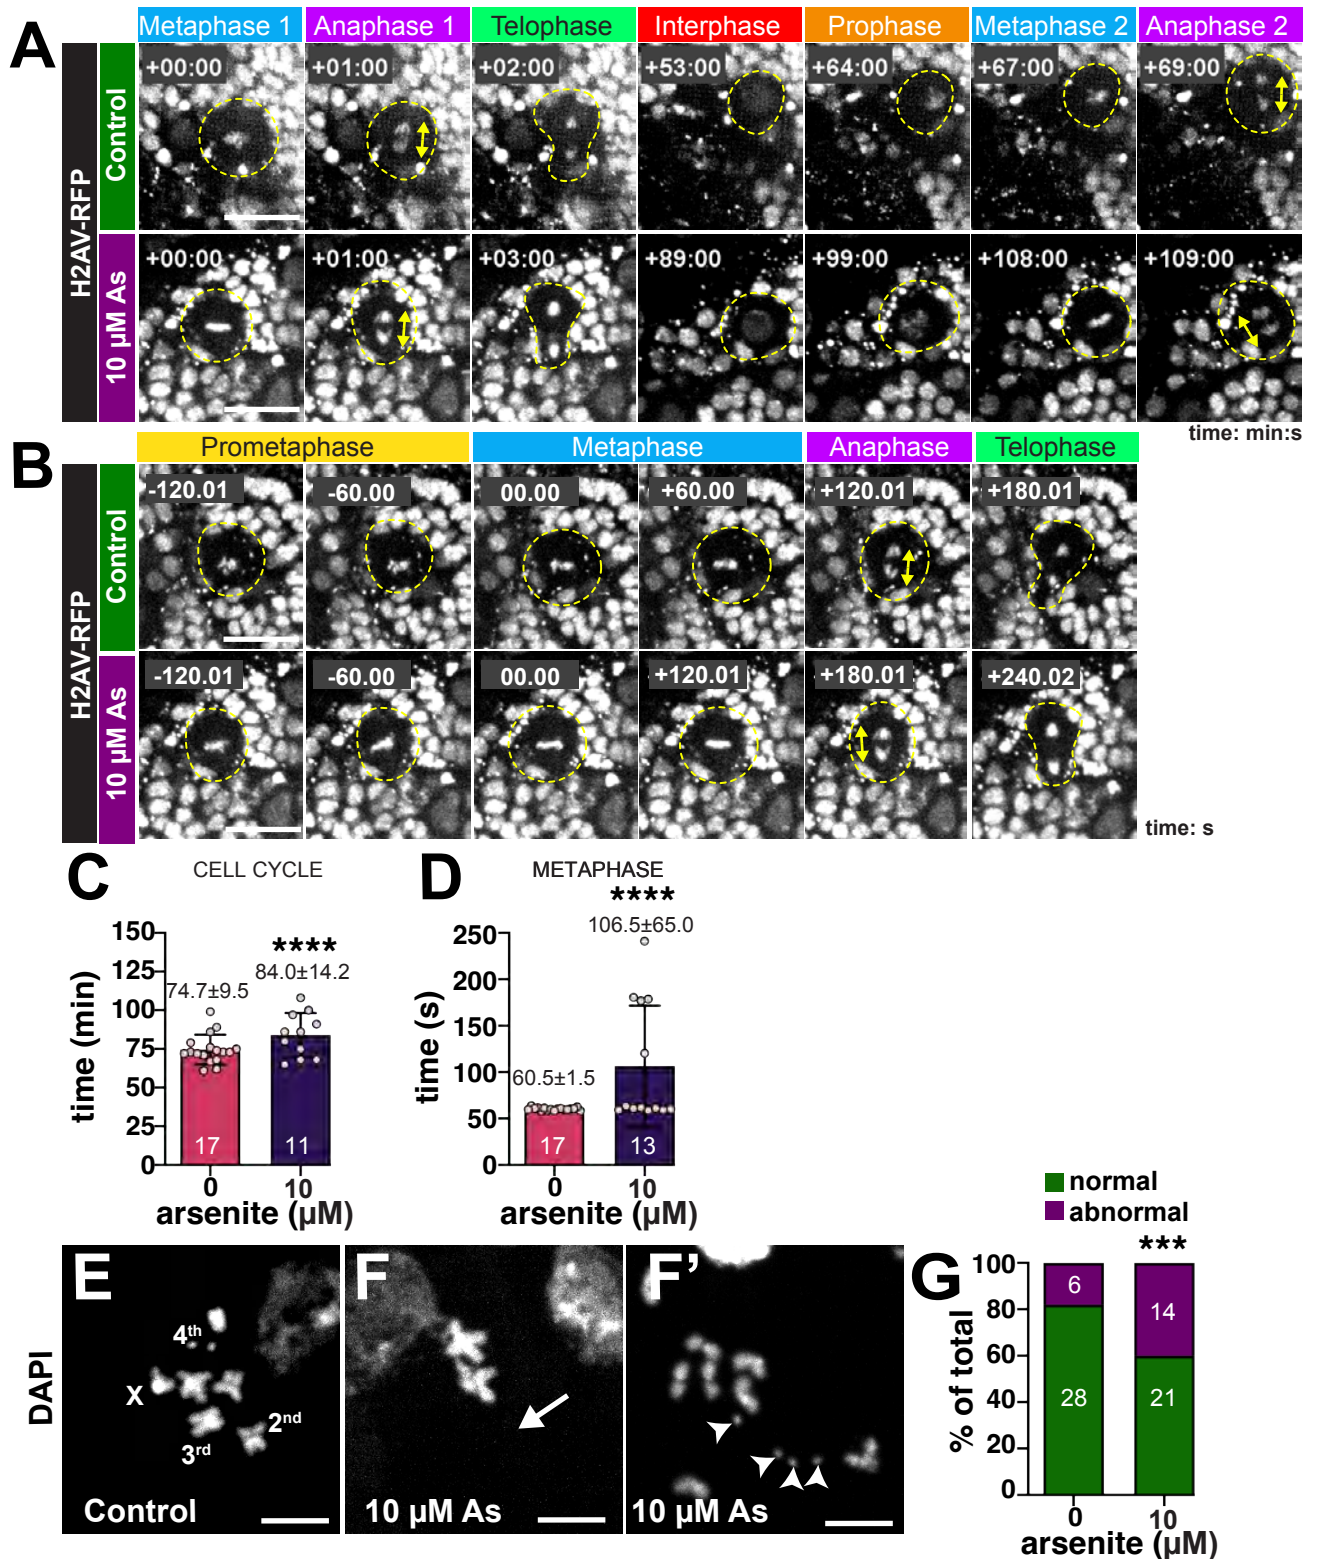 A
Metaphase 1 Anaphase 1 Telophase Interphase Prophase Metaphase 2 Anaphase 2
H2AV-RFP
Control
+00:00 +01:00 +02:00 +53:00 +64:00 +67:00 +69:00
10 µM As
+00:00 +01:00 +03:00 +89:00 +99:00 +108:00 +109:00
time: min:s
B
Prometaphase Metaphase Anaphase Telophase
H2AV-RFP
Control
-120.01 -60.00 00.00 +60.00 +120.01 +180.01
10 µM As
-120.01 -60.00 00.00 +120.01 +180.01 +240.02
time: s
C
CELL CYCLE
****
74.7±9.5 84.0±14.2
time (min)
150
125
100
75
50
25
0
17 11
0 10
arsenite (µM)
D
METAPHASE
****
106.5±65.0
60.5±1.5
time (s)
250
200
150
100
50
0
17 13
0 10
arsenite (µM)
DAPI
E
4th
X
2nd
3rd
Control
F
10 µM As
F'
10 µM As
G
normal
abnormal
***
% of total
100
80
60
40
20
0
6 14
28 21
0 10
arsenite (µM)